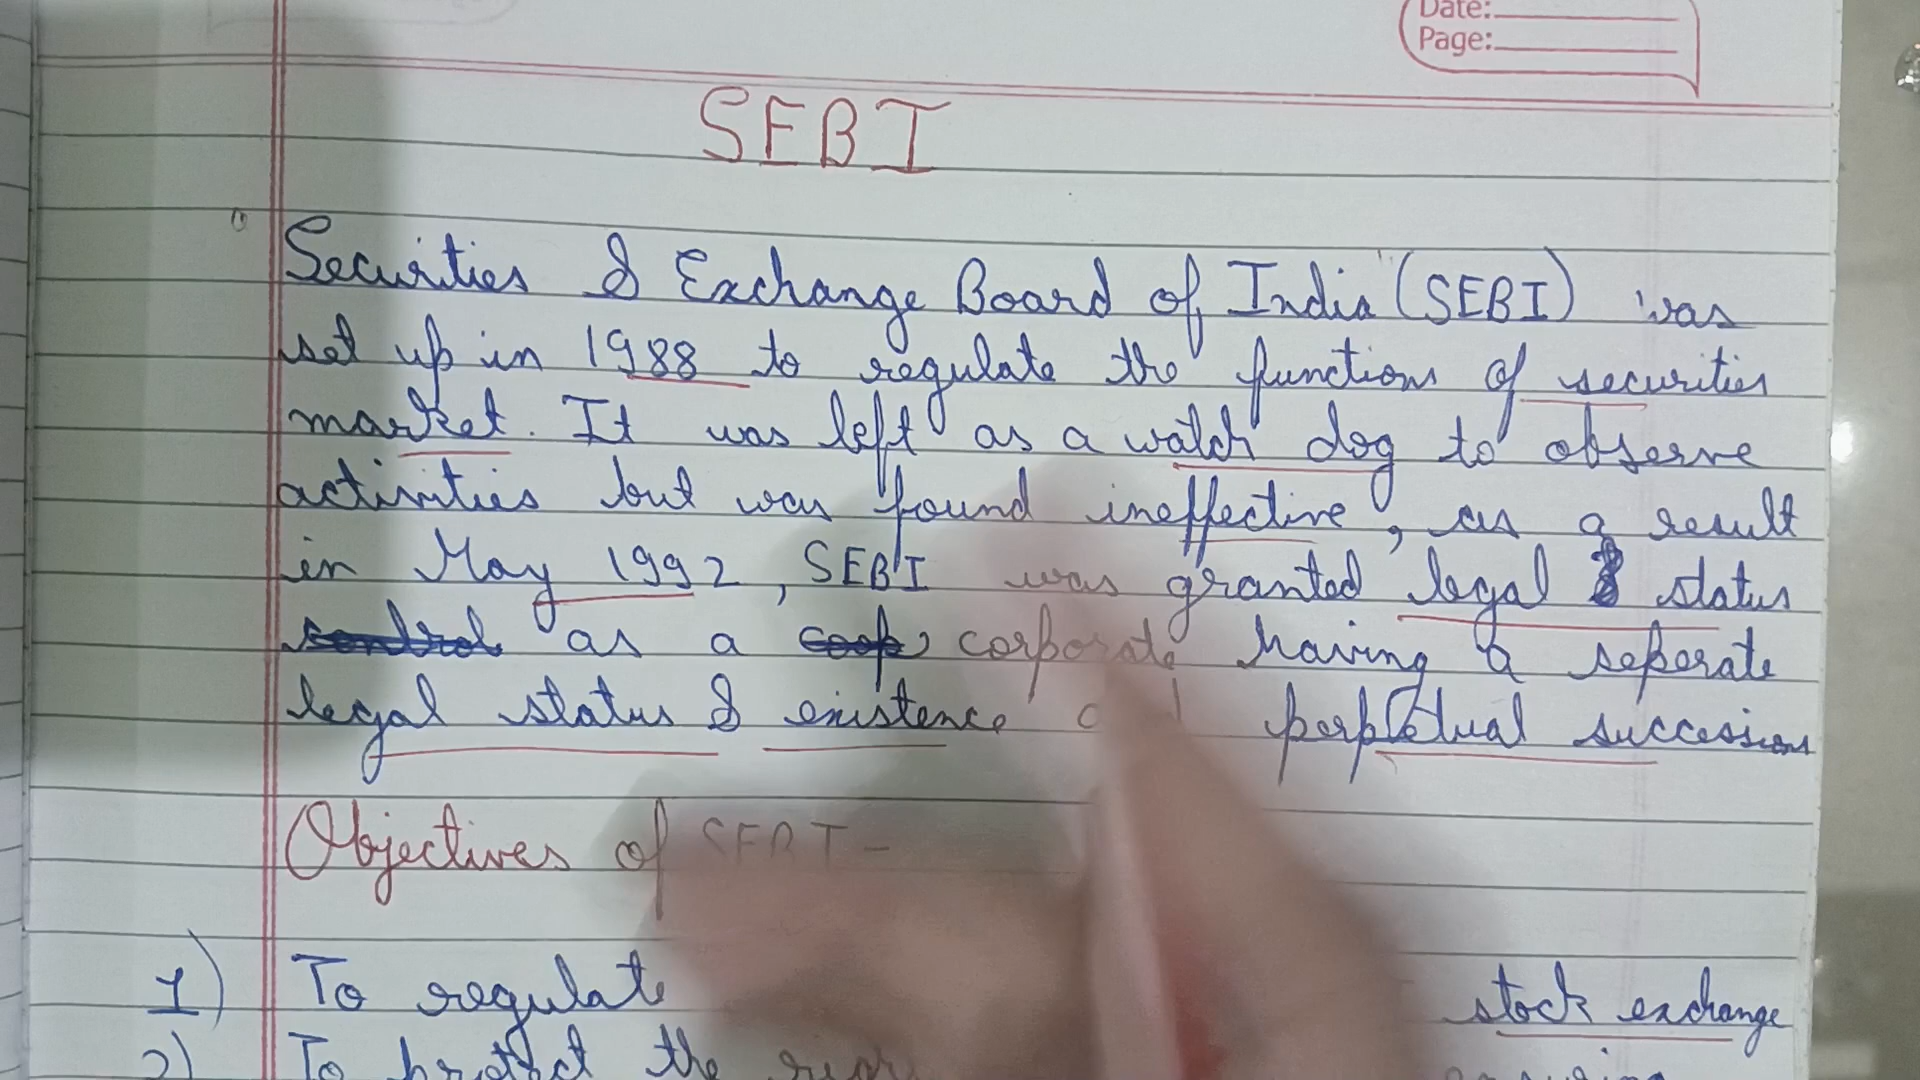 Date:
Page:
SEBI
Securities & Exchange Board of India (SEBI) was
set up in 1988 to regulate the functions of securities
market. It was left as a watch dog to observe
activities but was found ineffective, as a result
in May 1992, SEBI was granted legal status
as a corporate having a seperate
legal status & existence perpetual succession
Objectives of SEBI-
1) To regulate stock exchange
2) To protect the